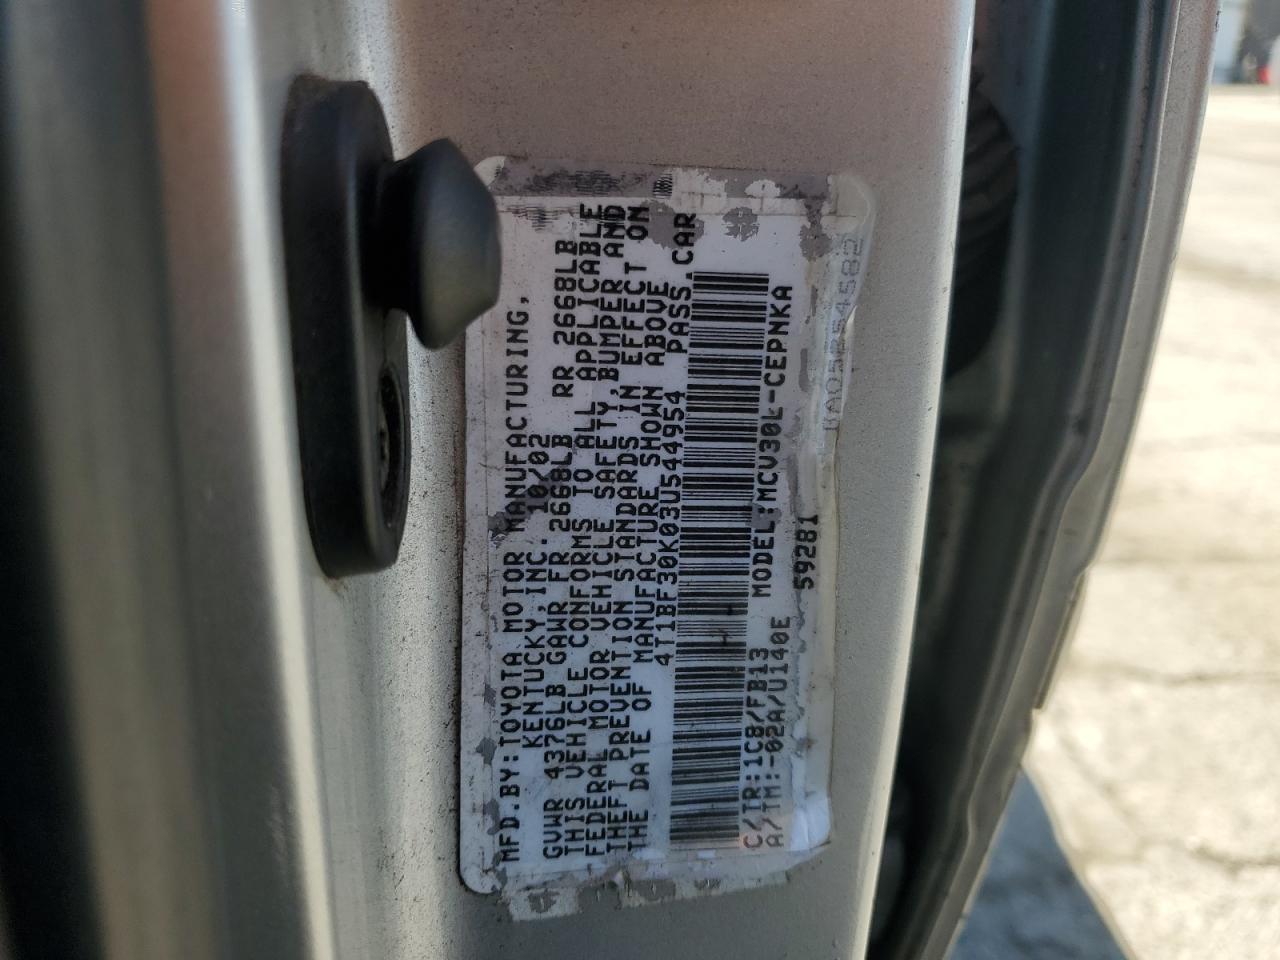 MFD.BY:TOYOTA MOTOR MANUFACTURING,
KENTUCKY,INC. 10/02
GVWR 4376LB GAWR FR 2668LB RR 2668LB
THIS VEHICLE CONFORMS TO ALL APPLICABLE
FEDERAL MOTOR VEHICLE SAFETY,BUMPER AND
THEFT PREVENTION STANDARDS IN EFFECT ON
THE DATE OF MANUFACTURE SHOWN ABOVE
4T1BF30K03U544954 PASS.CAR
C/TR:1C8/FB13 MODEL:MCV30L-CEPNKA
A/TM:-02A/U140E 59281